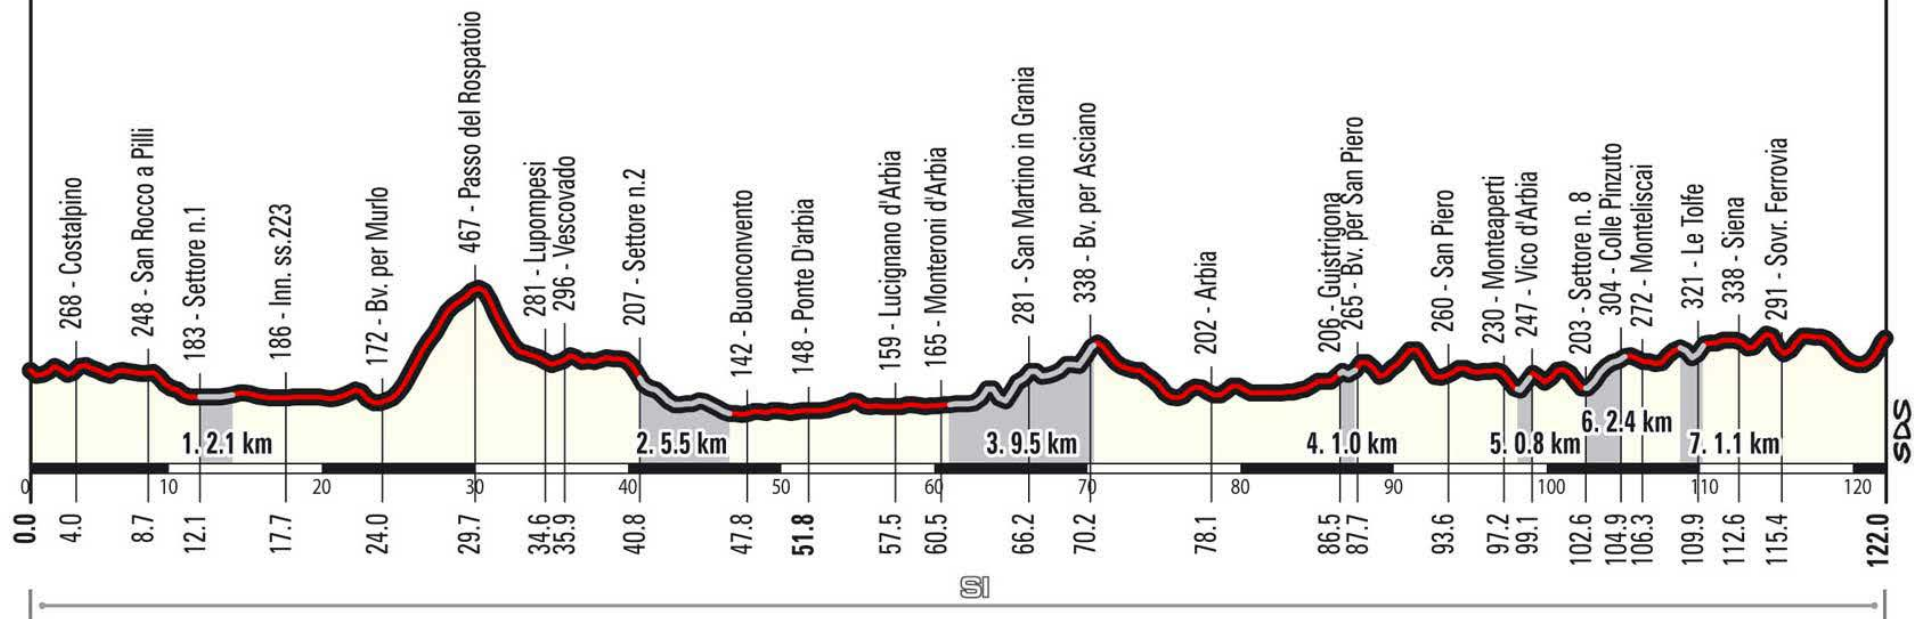 268 - Costalpino
248 - San Rocco a Pilli
183 - Settore n.1
186 - Inn. ss.223
172 - Bv. per Murlo
467 - Passo del Rospatoio
281 - Lupompesi
296 - Vescovado
207 - Settore n.2
142 - Buonconvento
148 - Ponte D'arbia
159 - Lucignano d'Arbia
165 - Monteroni d'Arbia
281 - San Martino in Grania
338 - Bv. per Asciano
202 - Arbia
206 - Guistrigona
265 - Bv. per San Piero
260 - San Piero
230 - Monteaperti
247 - Vico d'Arbia
203 - Settore n. 8
304 - Colle Pinzuto
272 - Monteliscai
321 - Le Tolfe
338 - Siena
291 - Sovr. Ferrovia
1. 2.1 km
2. 5.5 km
3. 9.5 km
4. 1.0 km
5. 0.8 km
6. 2.4 km
7. 1.1 km
SDS
0 10 20 30 40 50 60 70 80 90 100 110 120
0.0 4.0 8.7 12.1 17.7 24.0 29.7 34.6 35.9 40.8 47.8 51.8 57.5 60.5 66.2 70.2 78.1 86.5 87.7 93.6 97.2 99.1 102.6 104.9 106.3 109.9 112.6 115.4 122.0
SI